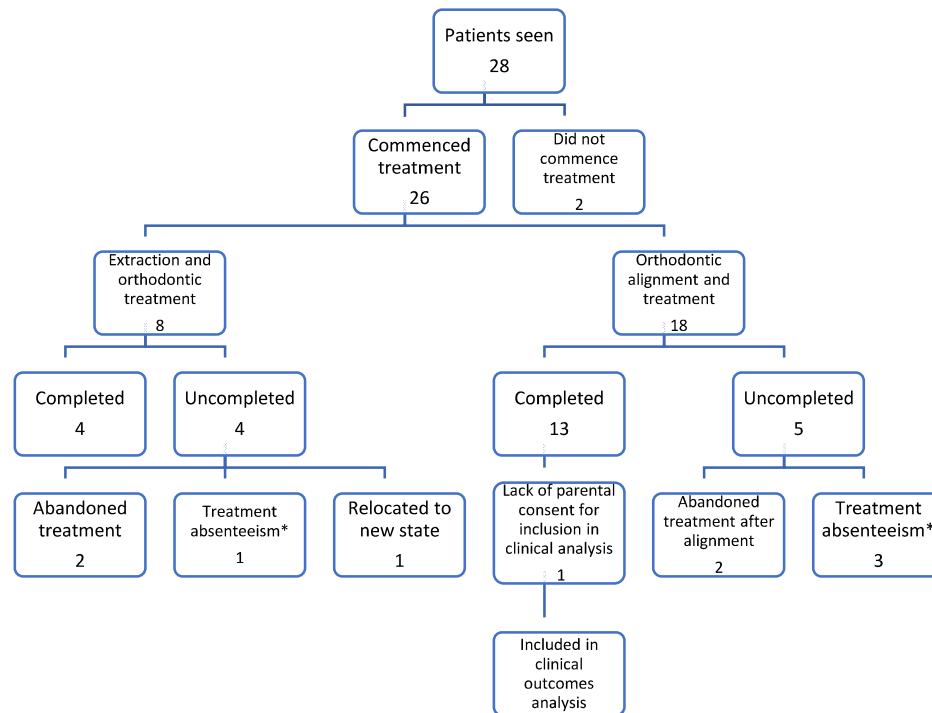 Patients seen
28
Commenced
treatment
26
Did not
commence
treatment
2
Extraction and
orthodontic
treatment
8
Orthodontic
alignment and
treatment
18
Completed
4
Uncompleted
4
Completed
13
Uncompleted
5
Abandoned
treatment
2
Treatment
absenteeism*
1
Relocated to
new state
1
Lack of parental
consent for
inclusion in
clinical analysis
1
Abandoned
treatment after
alignment
2
Treatment
absenteeism*
3
Included in
clinical
outcomes
analysis